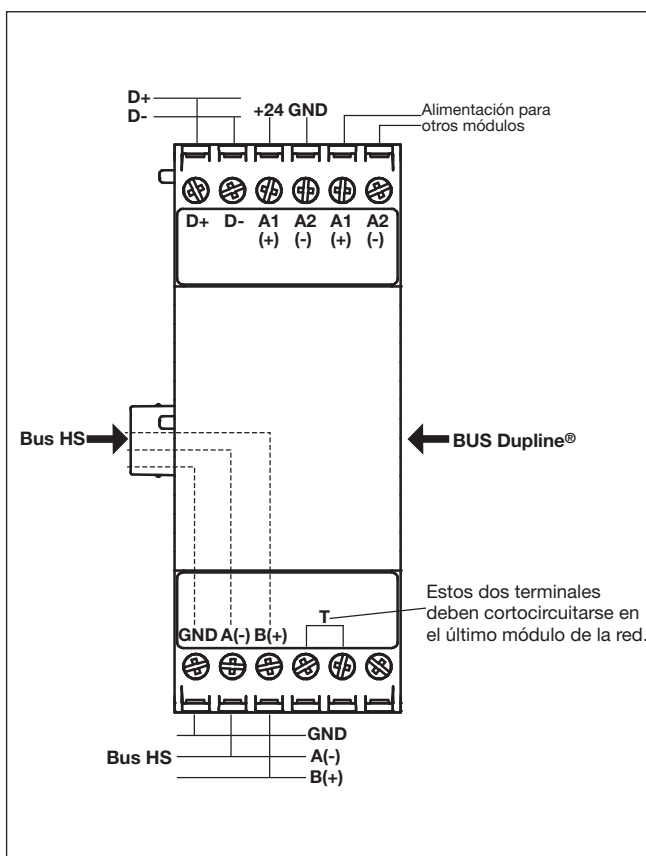 D+
D-
+24 GND
Alimentación para
otros módulos
D+ D- A1 A2 A1 A2
(+) (-) (+) (-)
Bus HS
BUS Dupline®
Estos dos terminales
deben cortocircuitarse en
el último módulo de la red.
T
GND A(-) B(+)
GND
Bus HS
A(-)
B(+)